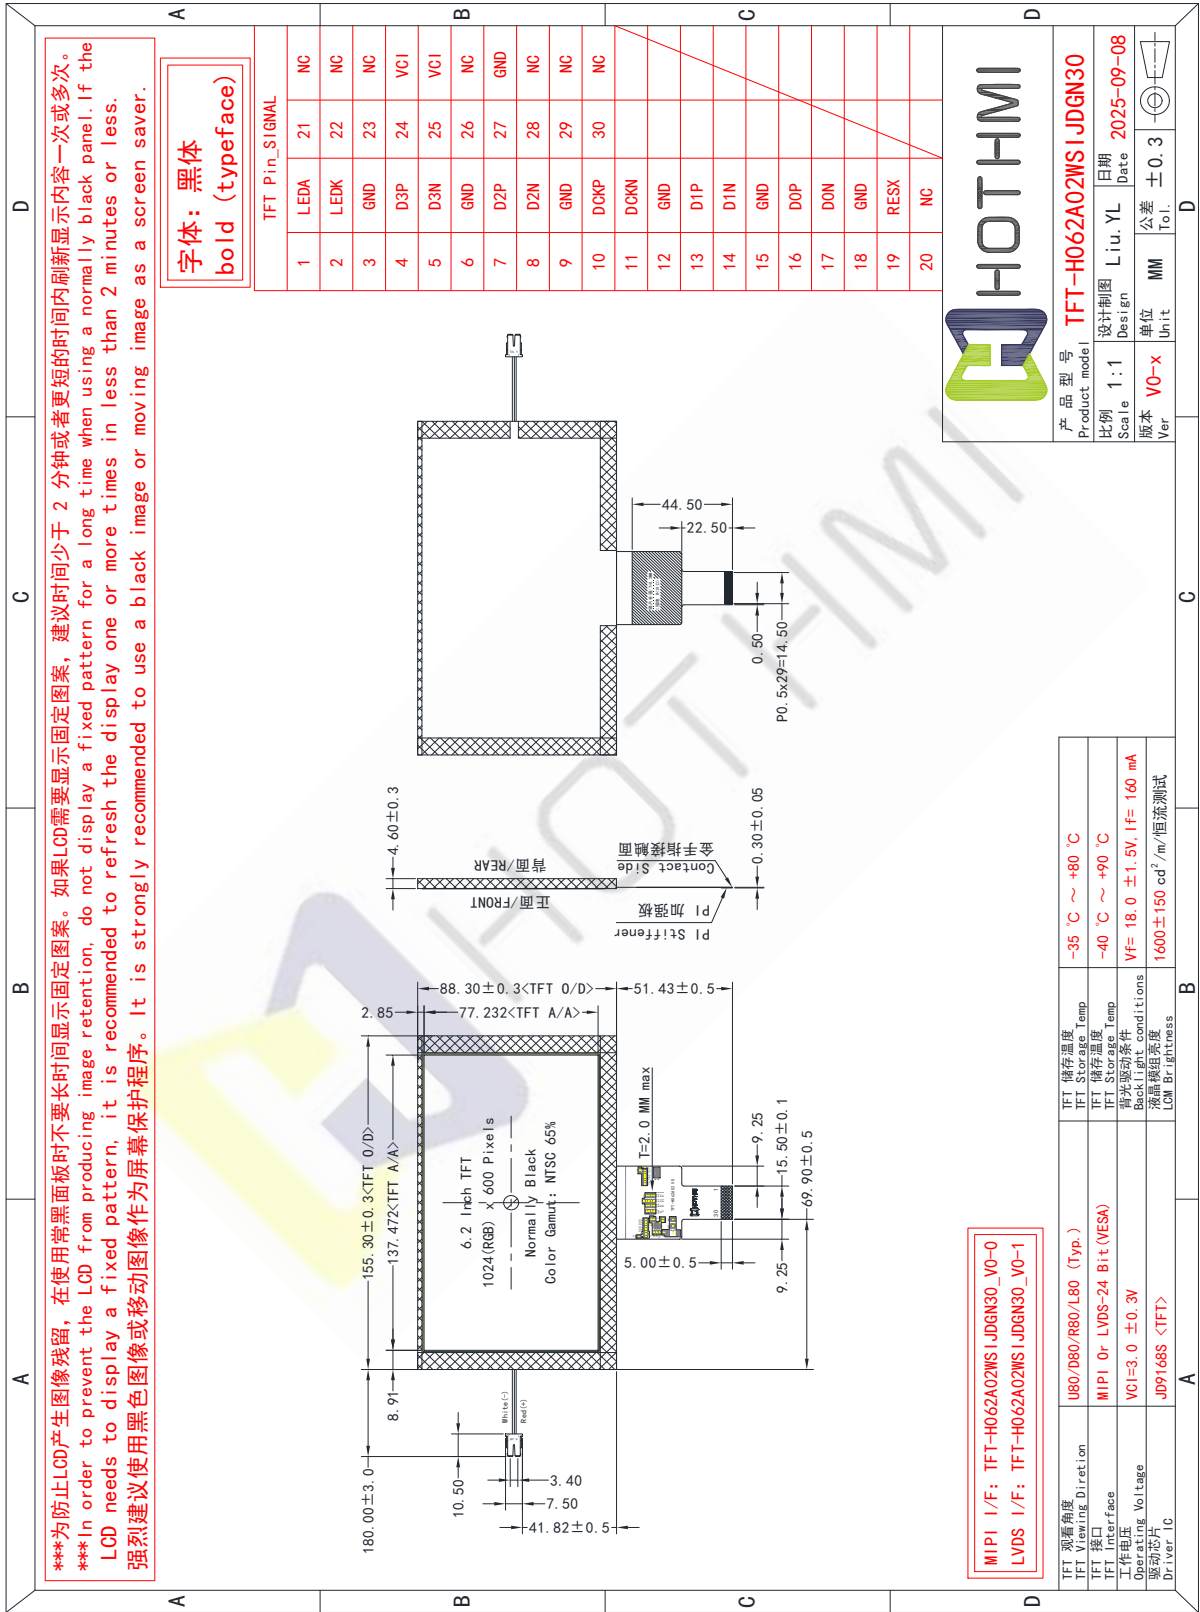 ***为防止LCD产生图像残留, 在使用常黑面板时不要长时间显示固定图案。如果LCD需要显示固定图案, 建议时间少于 2 分钟或者更短的时间内刷新显示内容一次或多次。
***In order to prevent the LCD from producing image retention, do not display a fixed pattern for a long time when using a normally black panel.If the
LCD needs to display a fixed pattern, it is recommended to refresh the display one or more times in less than 2 minutes or less.
强烈建议使用黑色图像或移动图像作为屏幕保护程序。It is strongly recommended to use a black image or moving image as a screen saver.
字体: 黑体
bold (typeface)
TFT Pin_SIGNAL
1 LEDA 21 NC
2 LEDK 22 NC
3 GND 23 NC
4 D3P 24 VCI
5 D3N 25 VCI
6 GND 26 NC
7 D2P 27 GND
8 D2N 28 NC
9 GND 29 NC
10 DCKP 30 NC
11 DCKN
12 GND
13 D1P
14 D1N
15 GND
16 D0P
17 D0N
18 GND
19 RESX
20 NC
180.00±3.0
8.91
155.30±0.3<TFT O/D>
137.472<TFT A/A>
2.85
88.30±0.3<TFT O/D>
77.232<TFT A/A>
51.43±0.5
10.50
White(-)
Red(+)
3.40
7.50
41.82±0.5
6.2 Inch TFT
1024(RGB) x 600 Pixels
Normally Black
Color Gamut: NTSC 65%
T=2.0 MM max
30
1
5.00±0.5
9.25
9.25
15.50±0.1
69.90±0.5
4.60±0.3
背面/REAR
正面/FRONT
金手指接触面
Contact Side
PI 加强板
PI Stiffener
0.30±0.05
44.50
22.50
0.50
P0.5x29=14.50
HOTHMI
MIPI I/F: TFT-H062A02WSIJDGN30_V0-0
LVDS I/F: TFT-H062A02WSIJDGN30_V0-1
TFT 观看角度
TFT Viewing Diretion
U80/D80/R80/L80 (Typ.)
TFT 储存温度
TFT Storage Temp
-35 °C ～ +80 °C
TFT 接口
TFT Interface
MIPI Or LVDS-24 Bit(VESA)
TFT 储存温度
TFT Storage Temp
-40 °C ～ +90 °C
工作电压
Operating Voltage
VCI=3.0 ±0.3V
背光驱动条件
Backlight conditions
Vf= 18.0 ±1.5V,If= 160 mA
驱动芯片
Driver IC
JD9168S <TFT>
液晶模组亮度
LCM Brightness
1600±150 cd²/m/恒流测试
HOTHMI
产 品 型 号
Product model
TFT-H062A02WSIJDGN30
比例
Scale
1:1
设计制图
Design
Liu.YL
日期
Date
2025-09-08
版本
Ver
V0-x
单位
Unit
MM
公差
Tol.
±0.3
A
B
C
D
A
B
C
D
A
B
C
D
A
B
C
D